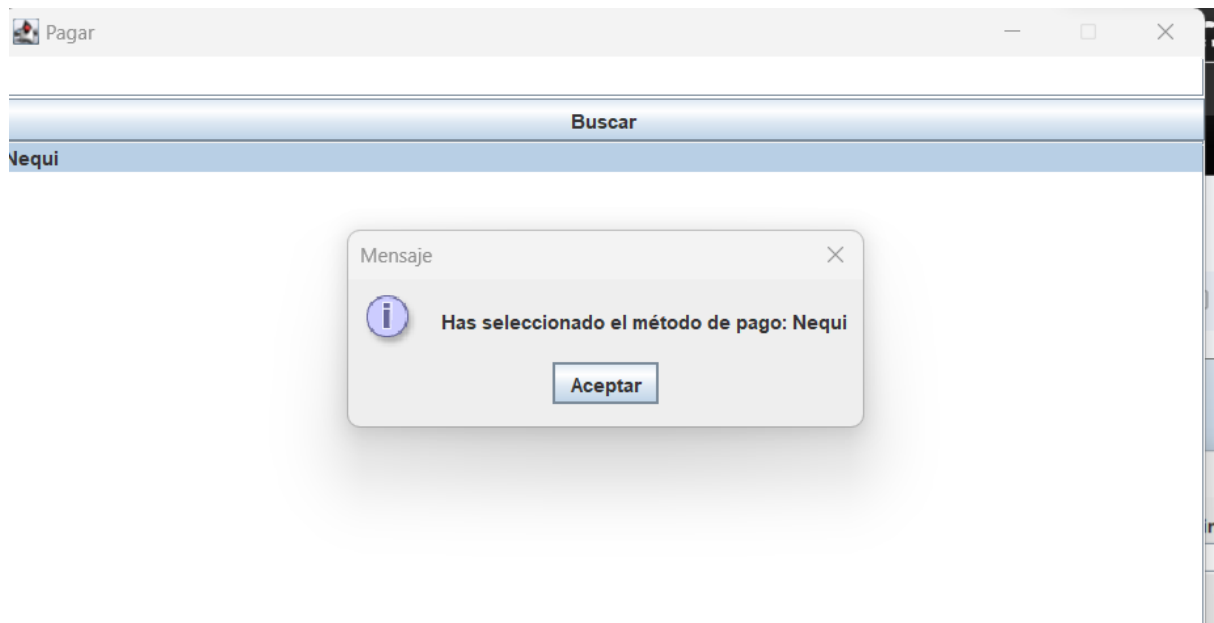 Pagar
Buscar
Nequi
Mensaje
Has seleccionado el método de pago: Nequi
Aceptar